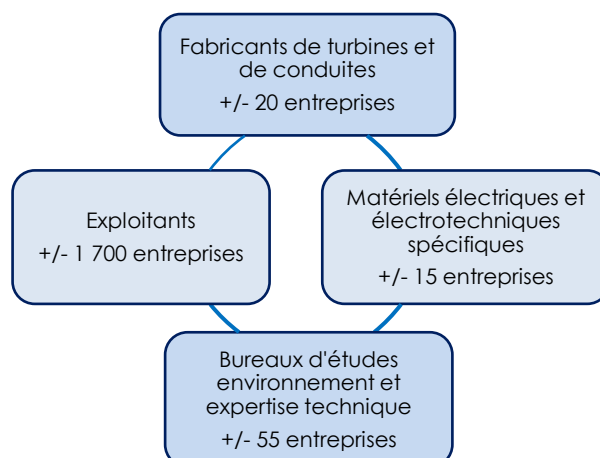 Fabricants de turbines et
de conduites
+/- 20 entreprises
Exploitants
+/- 1 700 entreprises
Matériels électriques et
électrotechniques
spécifiques
+/- 15 entreprises
Bureaux d'études
environnement et
expertise technique
+/- 55 entreprises